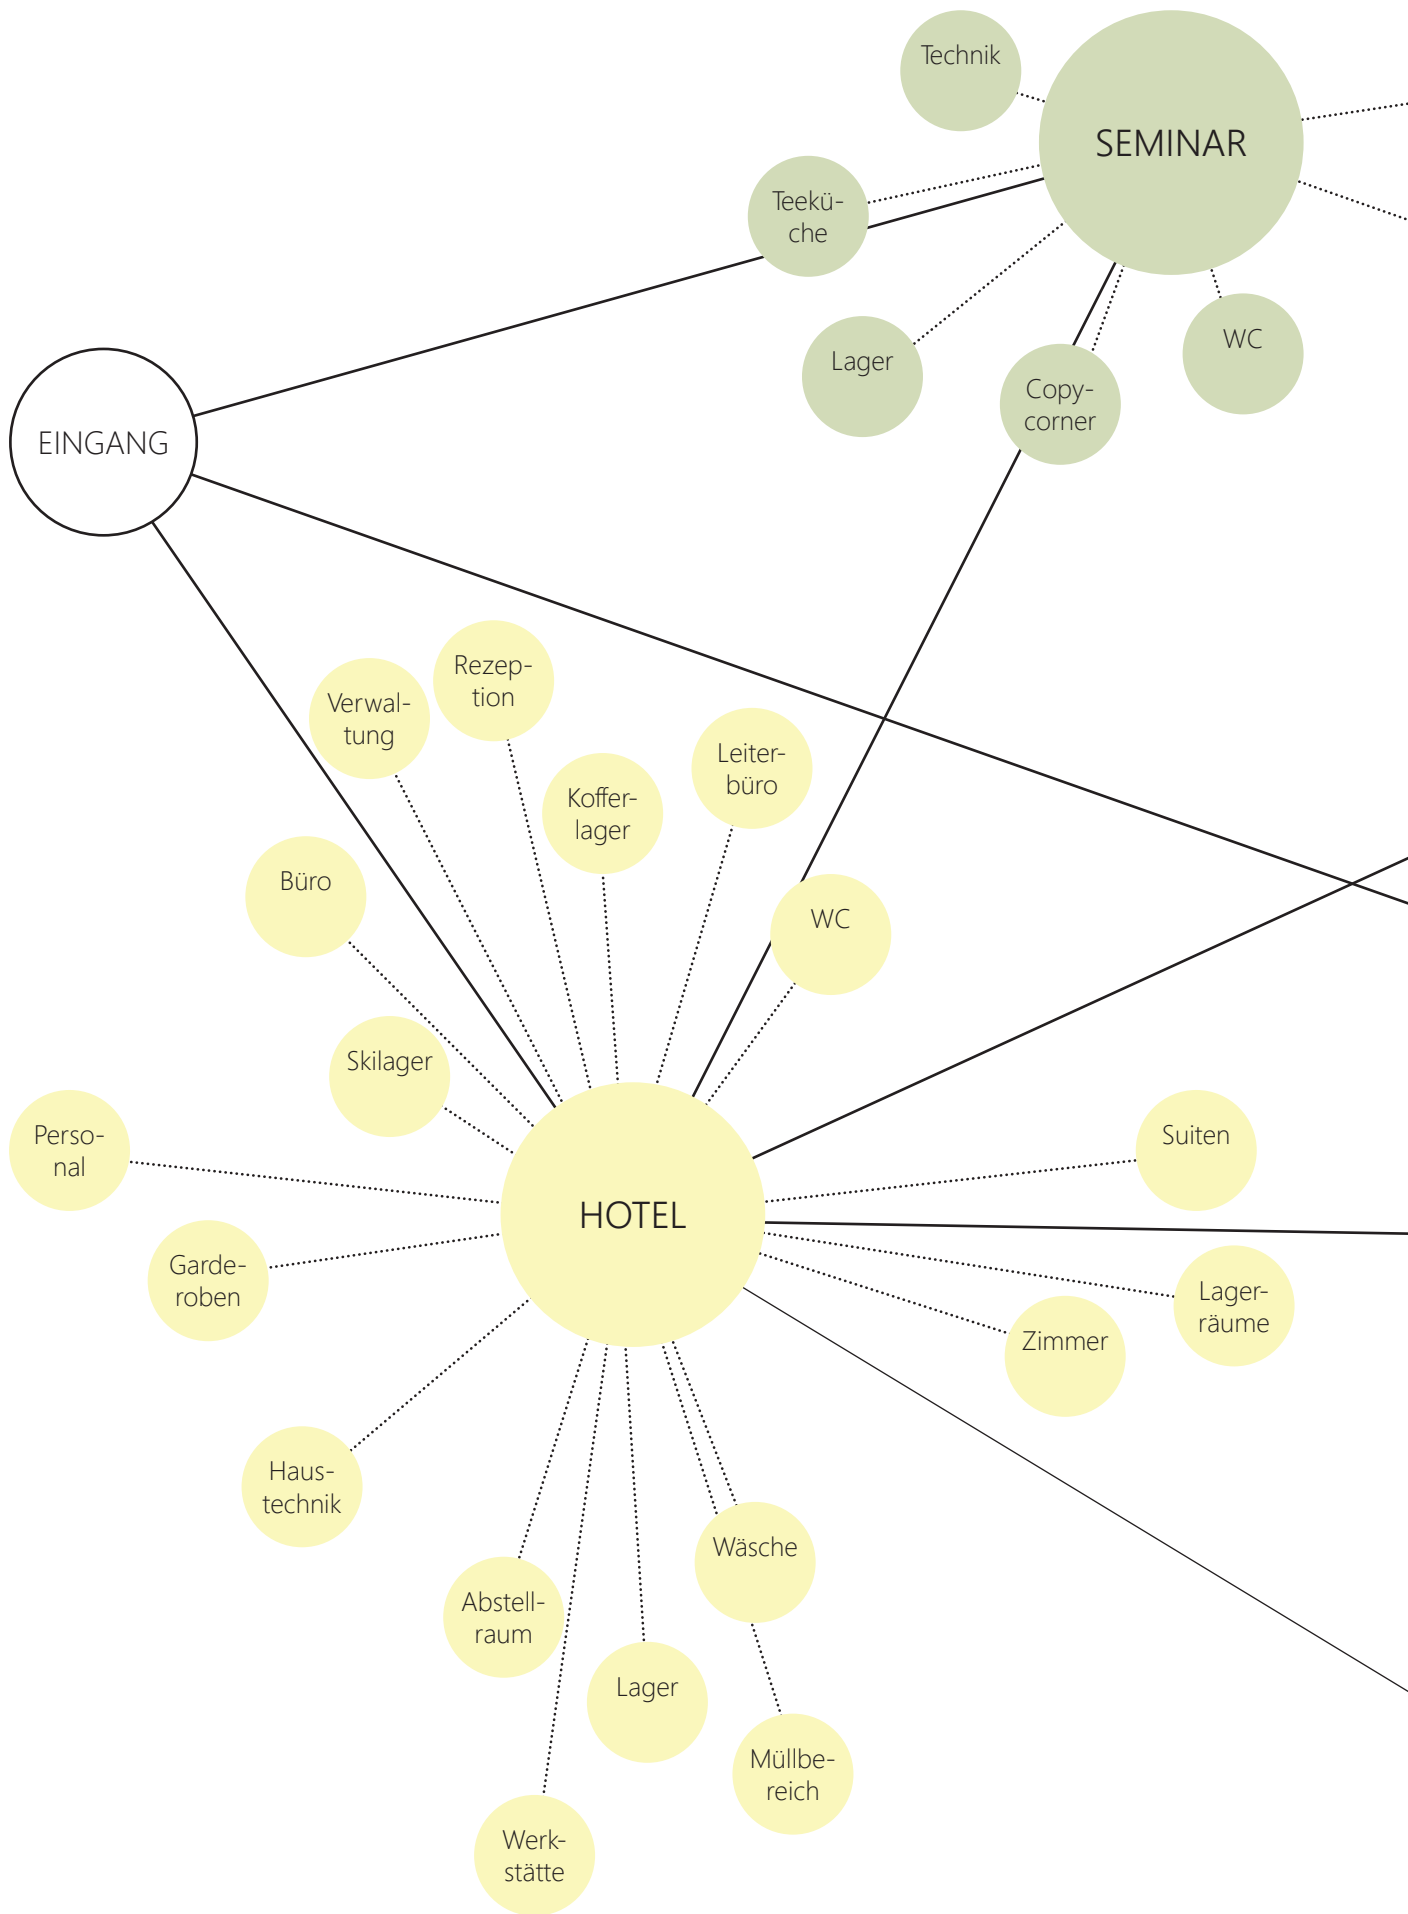 Technik
SEMINAR
Teekü-
che
WC
Lager
Copy-
corner
EINGANG
Rezep-
tion
Verwal-
tung
Leiter-
büro
Koffer-
lager
Büro
WC
Skilager
Perso-
nal
Suiten
HOTEL
Garde-
roben
Lager-
räume
Zimmer
Haus-
technik
Wäsche
Abstell-
raum
Lager
Müllbe-
reich
Werk-
stätte